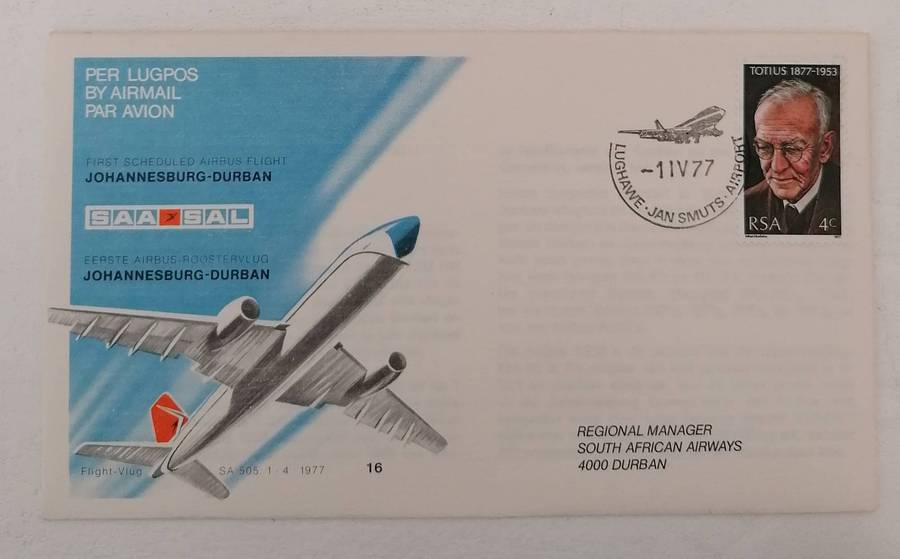 PER LUGPOS
BY AIRMAIL
PAR AVION
FIRST SCHEDULED AIRBUS FLIGHT
JOHANNESBURG-DURBAN
SAA SAL
EERSTE AIRBUS-ROOSTERVLUG
JOHANNESBURG-DURBAN
Flight-Vlug SA 505. 1·4 1977 16
LUGHAWE·JAN SMUTS·AIRPORT
-1 IV 77
TOTIUS 1877-1953
RSA 4c
REGIONAL MANAGER
SOUTH AFRICAN AIRWAYS
4000 DURBAN